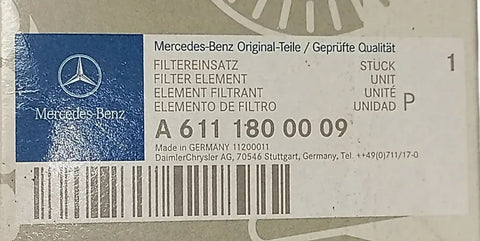 Mercedes-Benz Original-Teile / Geprüfte Qualität
FILTEREINSATZ STÜCK 1
FILTER ELEMENT UNIT
ELEMENT FILTRANT UNITÉ
ELEMENTO DE FILTRO UNIDAD P
Mercedes-Benz
A 611 180 00 09
Made in GERMANY 11200011
DaimlerChrysler AG, 70546 Stuttgart, Germany, Tel. ++49(0)711/17-0